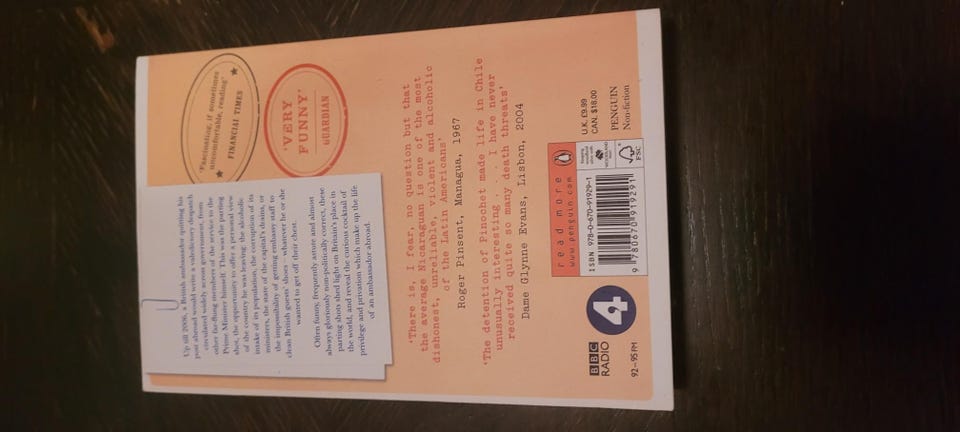 Up till 2006, a British ambassador quitting his
post abroad would write a valedictory despatch
circulated widely across government, from
other far-flung members of the service to the
Prime Minister himself. This was the parting
shot, the opportunity to offer a personal view
of the country he was leaving: the alcoholic
intake of its population, the corruption of its
ministers, the state of the capital's drains, or
the impossibility of getting embassy staff to
clean British guests' shoes – whatever he or she
wanted to get off their chest.
Often funny, frequently astute and almost
always gloriously non-politically correct, these
parting shots shed light on Britain's place in
the world, and reveal the curious cocktail of
privilege and privation which make up the life
of an ambassador abroad.
'Fascinating, if sometimes
uncomfortable, reading'
FINANCIAL TIMES
'VERY
FUNNY'
GUARDIAN
'There is, I fear, no question but that
the average Nicaraguan is one of the most
dishonest, unreliable, violent and alcoholic
of the Latin Americans'
Roger Pinsent, Managua, 1967
'The detention of Pinochet made life in Chile
unusually interesting. . . I have never
received quite so many death threats'
Dame Glynne Evans, Lisbon, 2004
BBC
RADIO
4
92–95 FM
read more
www.penguin.com
ISBN 978-0-670-91929-1
9 780670 919291
FSC
U.K. £9.99
CAN. $18.00
PENGUIN
Non-fiction